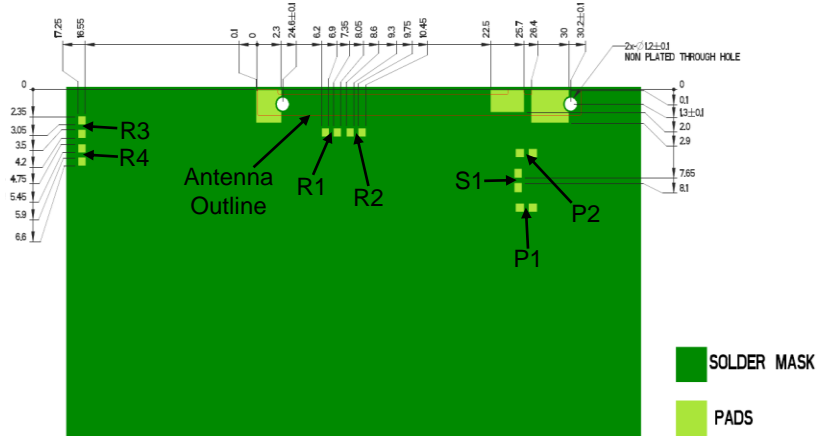 17.25
16.55
0.1
0
2.3
24.6±0.1
6.2
6.9
7.35
8.05
8.6
9.3
9.75
10.45
22.5
25.7
26.4
30
30.2±0.1
2x-∅1.2±0.1
NON PLATED THROUGH HOLE
0
2.35
3.05
3.5
4.2
4.75
5.45
5.9
6.6
0
0.1
1.3±0.1
2.0
2.9
7.65
8.1
R3
R4
Antenna
Outline
R1
R2
S1
P2
P1
SOLDER MASK
PADS